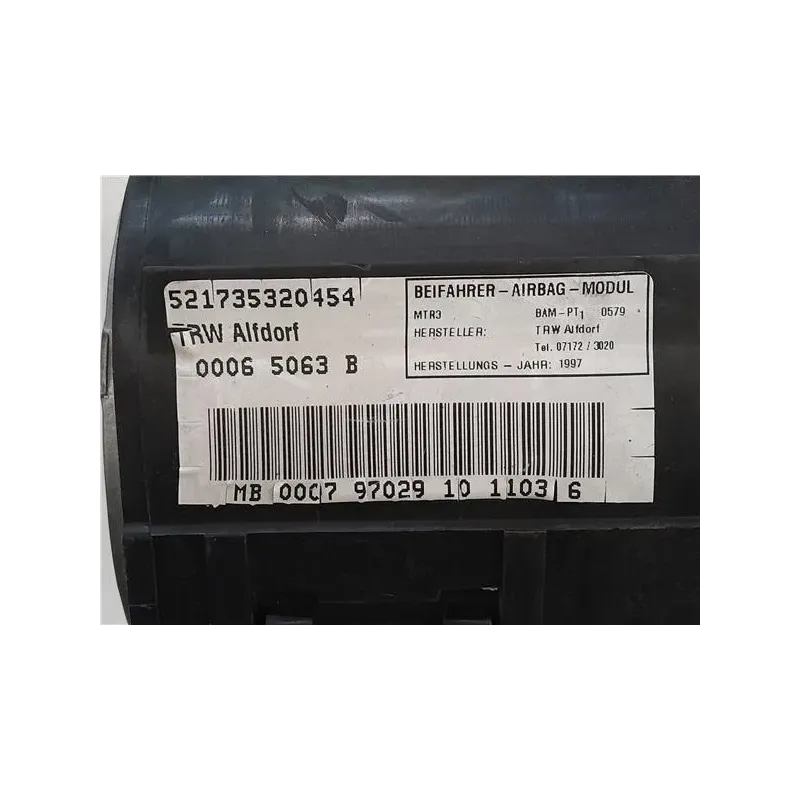 521735320454
TRW Alfdorf
0006 5063 B
BEIFAHRER-AIRBAG-MODUL
MTR3 BAM-PT1 0579
HERSTELLER: TRW Alfdorf
Tel. 07172 / 3020
HERSTELLUNGS - JAHR: 1997
MB 0007 97029 10 1103 6